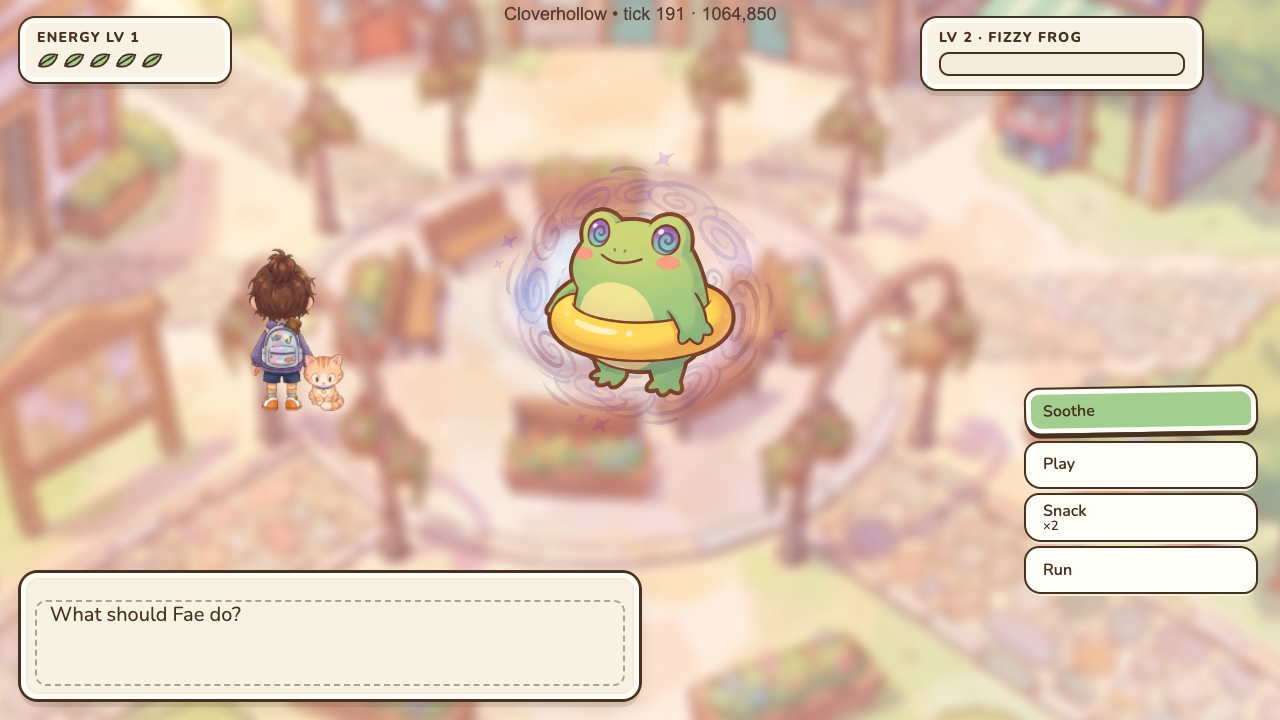 Cloverhollow • tick 191 · 1064,850
ENERGY LV 1
LV 2 · FIZZY FROG
Soothe
Play
Snack
×2
Run
What should Fae do?